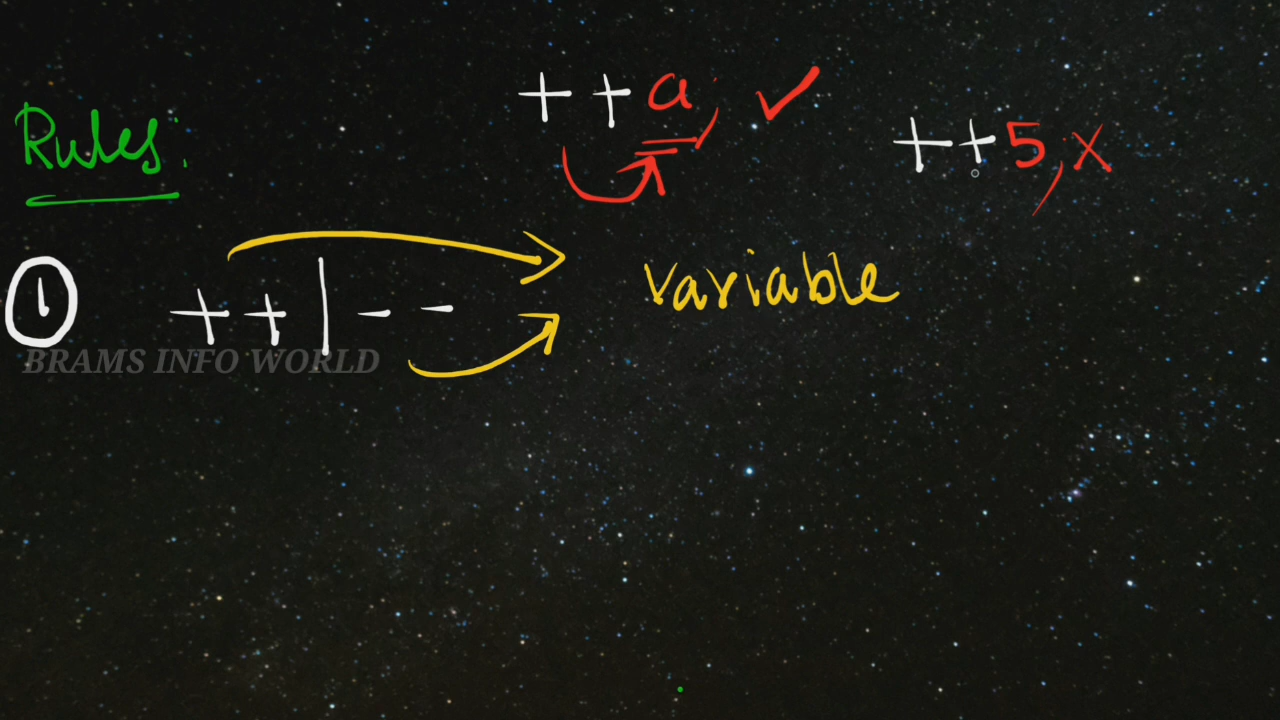 ++a; ✓
++5; X
Rules:
① ++|-- variable
BRAMS INFO WORLD